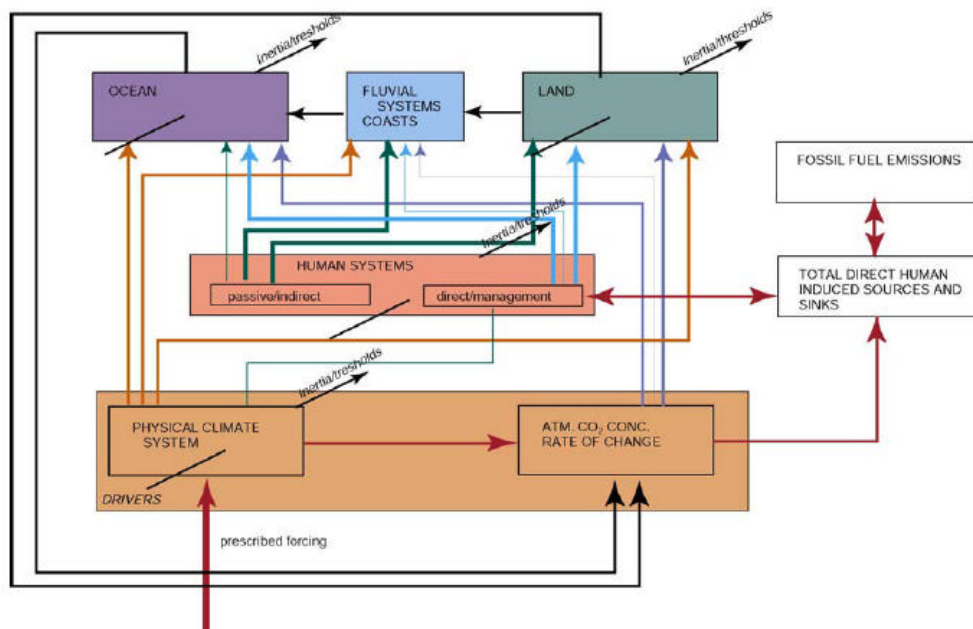 Inertia/tresholds
Inertia/thresholds
OCEAN
FLUVIAL
SYSTEMS
COASTS
LAND
FOSSIL FUEL EMISSIONS
Inertia/tresholds
HUMAN SYSTEMS
passive/indirect
direct/management
TOTAL DIRECT HUMAN
INDUCED SOURCES AND
SINKS
Inertia/tresholds
PHYSICAL CLIMATE
SYSTEM
ATM. CO₂ CONC.
RATE OF CHANGE
DRIVERS
prescribed forcing